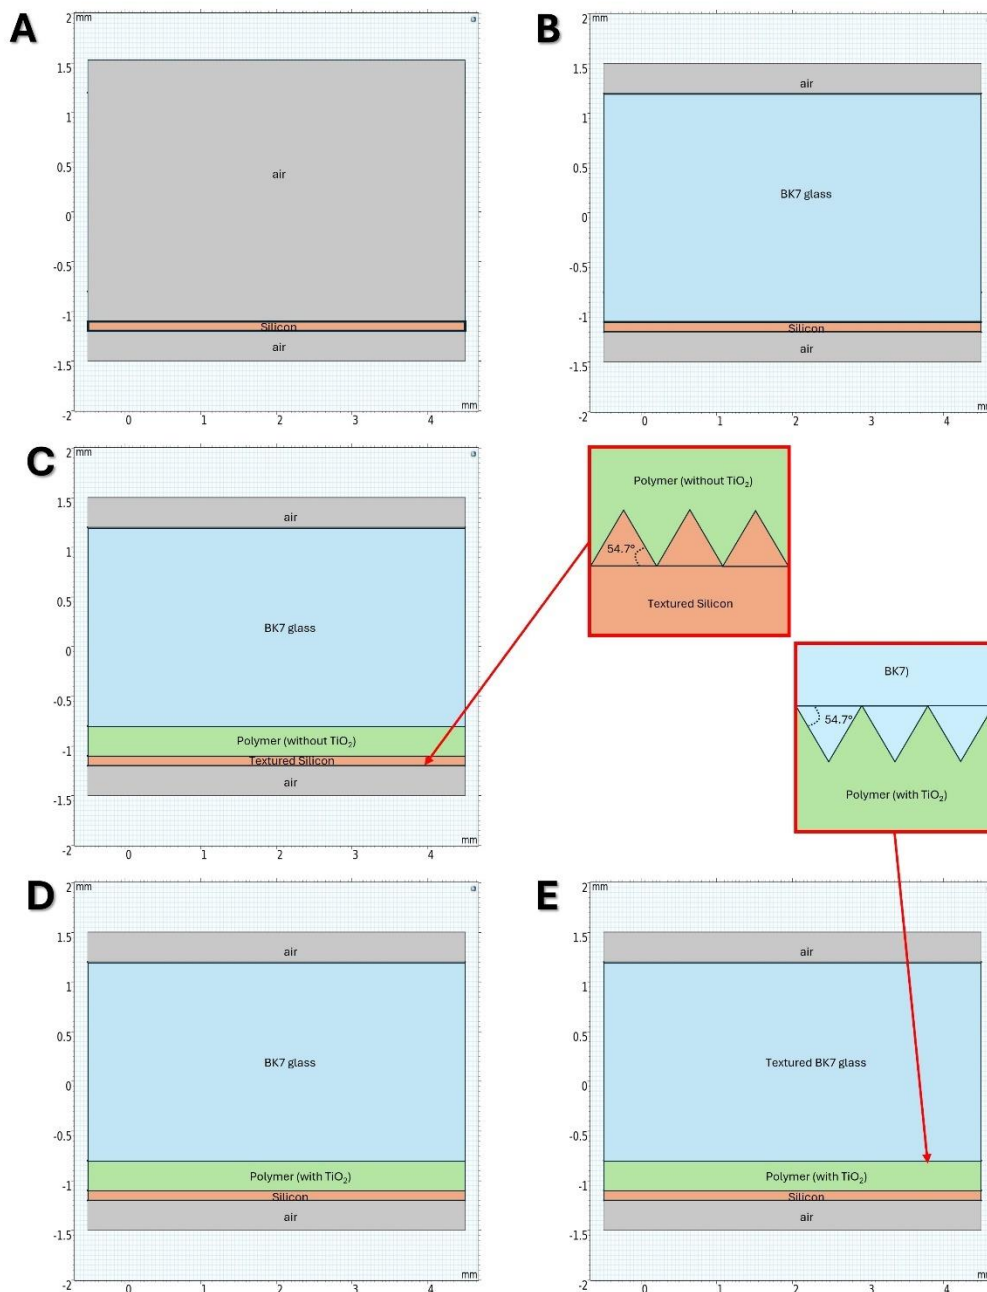 A
2 mm
1.5
1
0.5
0
-0.5
-1
-1.5
-2
air
Silicon
air
mm
0 1 2 3 4
B
2 mm
1.5
1
0.5
0
-0.5
-1
-1.5
-2
air
BK7 glass
Silicon
air
mm
0 1 2 3 4
C
2 mm
1.5
1
0.5
0
-0.5
-1
-1.5
-2
air
BK7 glass
Polymer (without TiO₂)
Textured Silicon
air
mm
0 1 2 3 4
Polymer (without TiO₂)
54.7°
Textured Silicon
BK7)
54.7°
Polymer (with TiO₂)
D
2 mm
1.5
1
0.5
0
-0.5
-1
-1.5
-2
air
BK7 glass
Polymer (with TiO₂)
Silicon
air
0 1 2 3 4
E
2 mm
1.5
1
0.5
0
-0.5
-1
-1.5
-2
air
Textured BK7 glass
Polymer (with TiO₂)
Silicon
air
mm
0 1 2 3 4